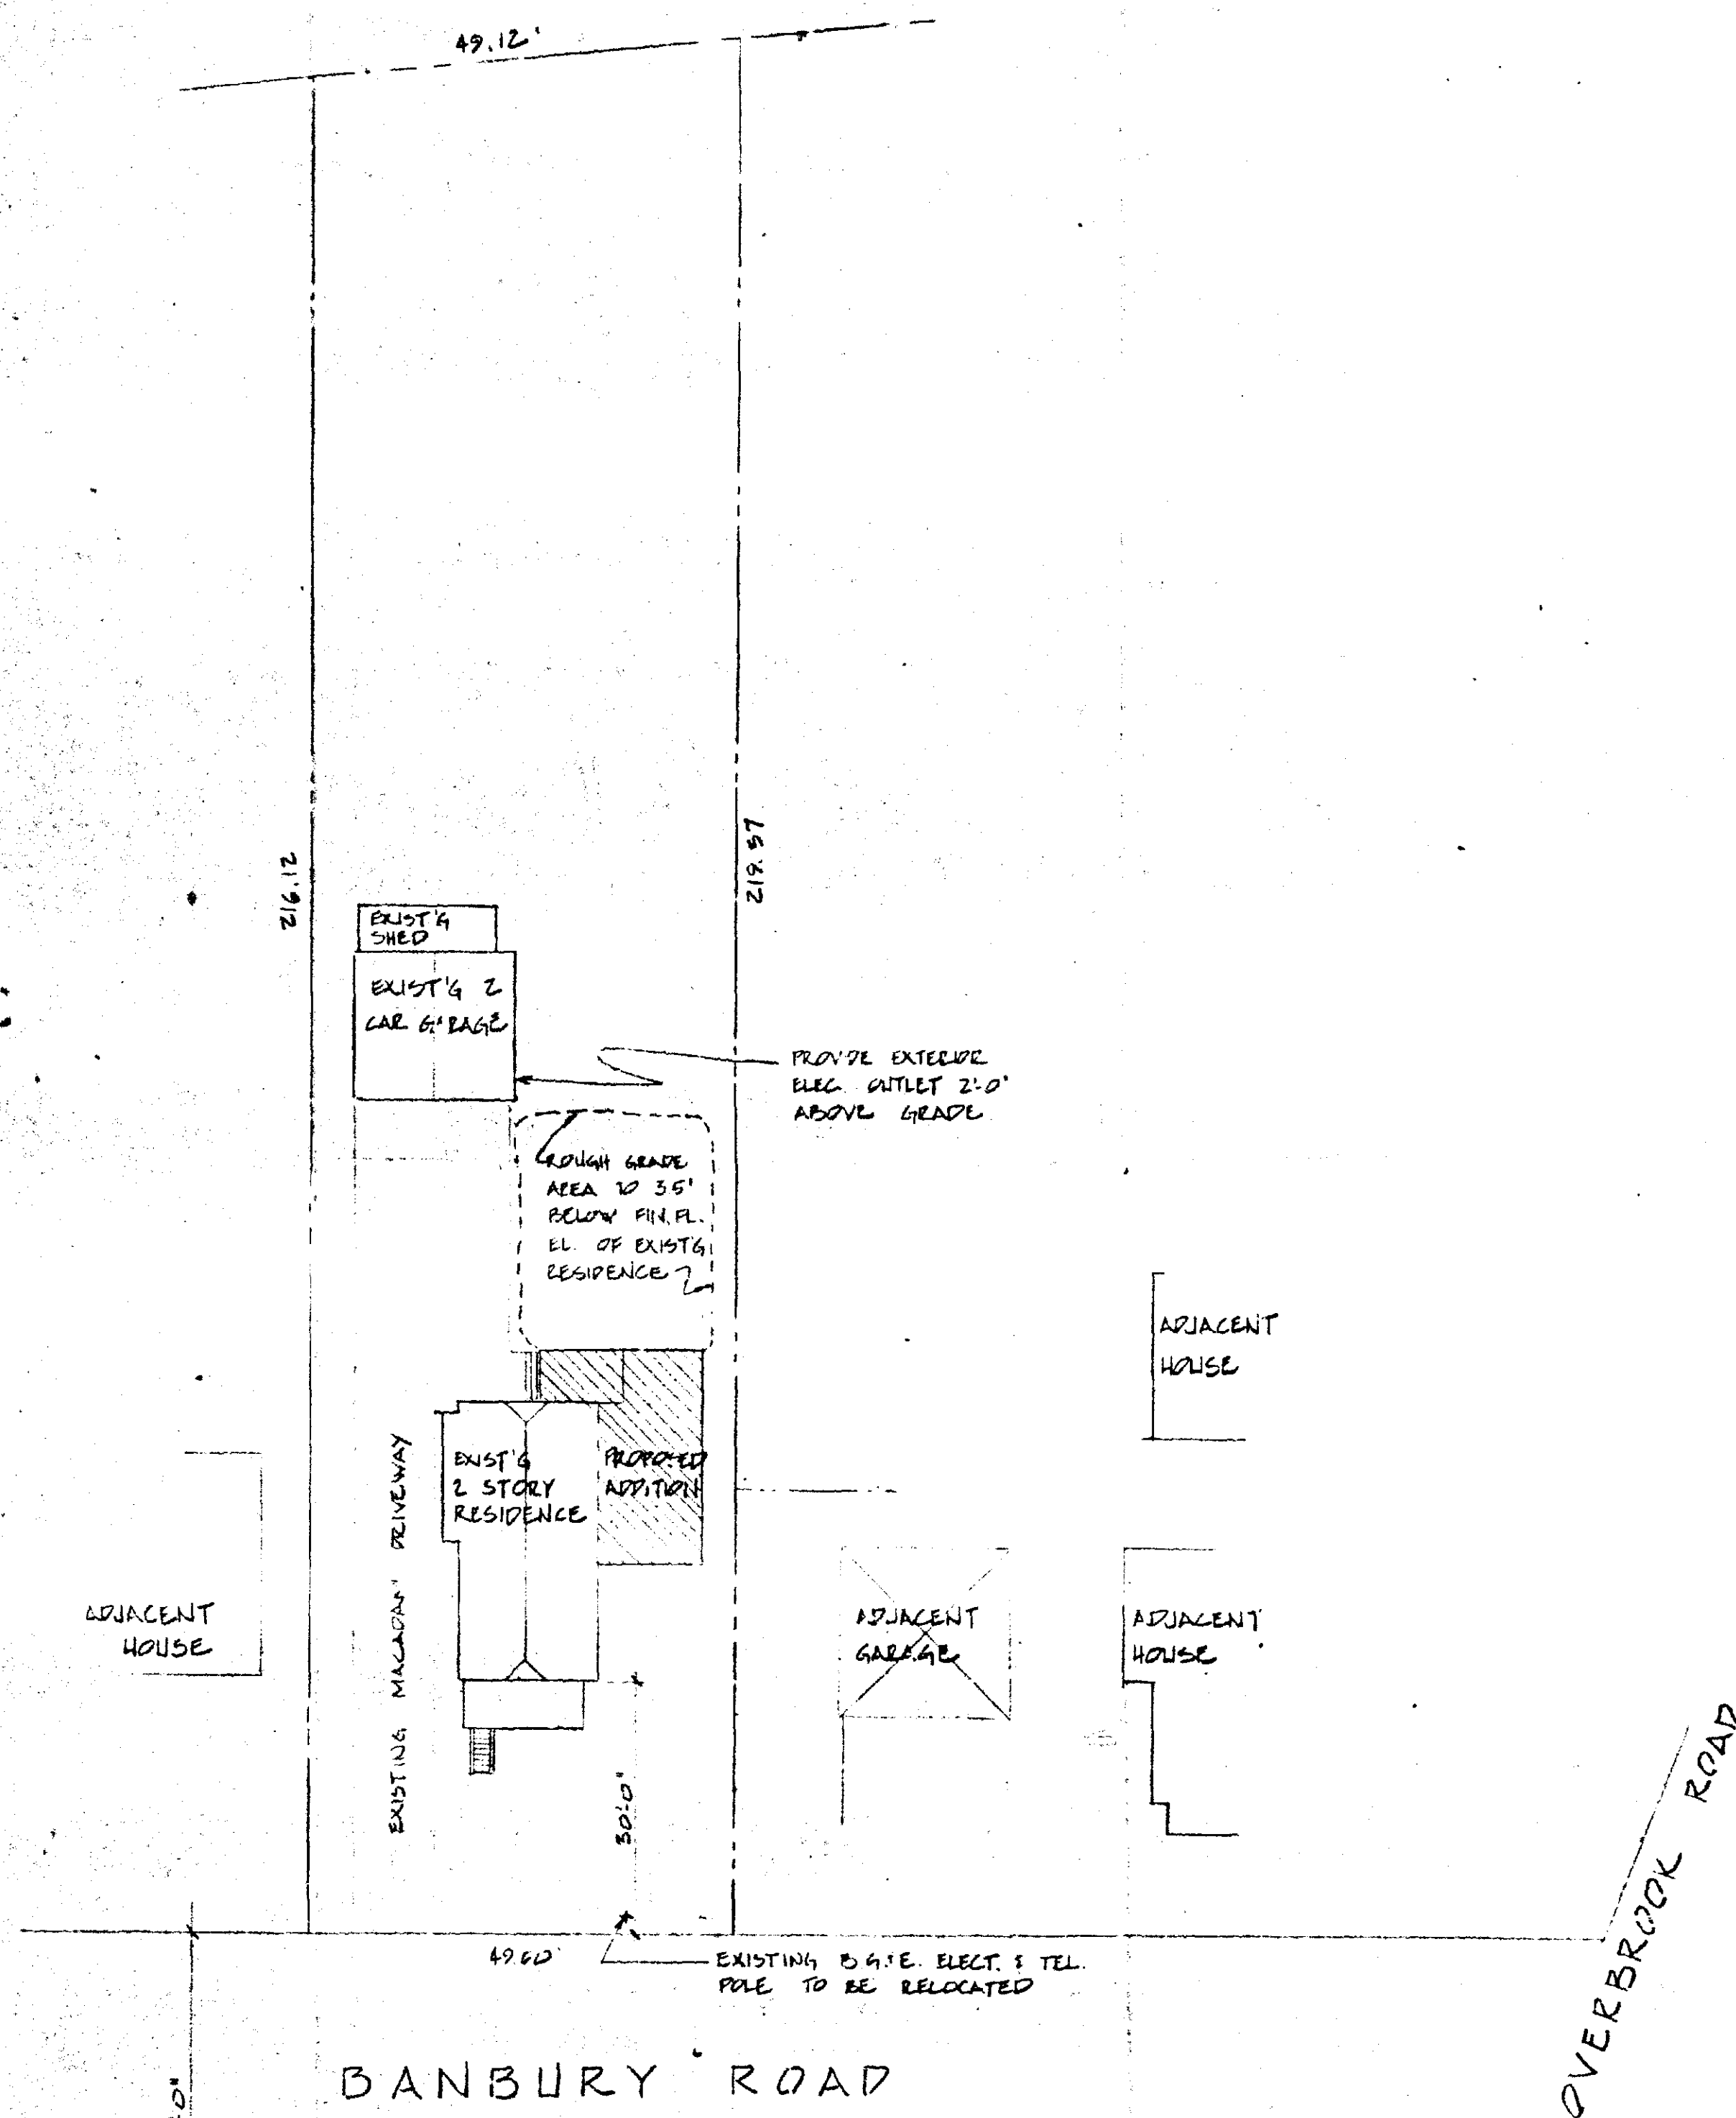 49.12'
216.12
219.57
EXIST'G
SHED
EXIST'G 2
CAR GARAGE
PROVIDE EXTERIOR
ELEC. OUTLET 2'-0"
ABOVE GRADE
ROUGH GRADE
AREA TO 3.5'
BELOW FIN. FL.
EL. OF EXIST'G
RESIDENCE
ADJACENT
HOUSE
EXIST'G
2 STORY
RESIDENCE
PROPOSED
ADDITION
EXISTING MACADAM DRIVEWAY
ADJACENT
HOUSE
ADJACENT
GARAGE
ADJACENT
HOUSE
30'-0"
49.60'
EXISTING B.G.&E. ELECT. & TEL.
POLE TO BE RELOCATED
BANBURY ROAD
OVERBROOK ROAD